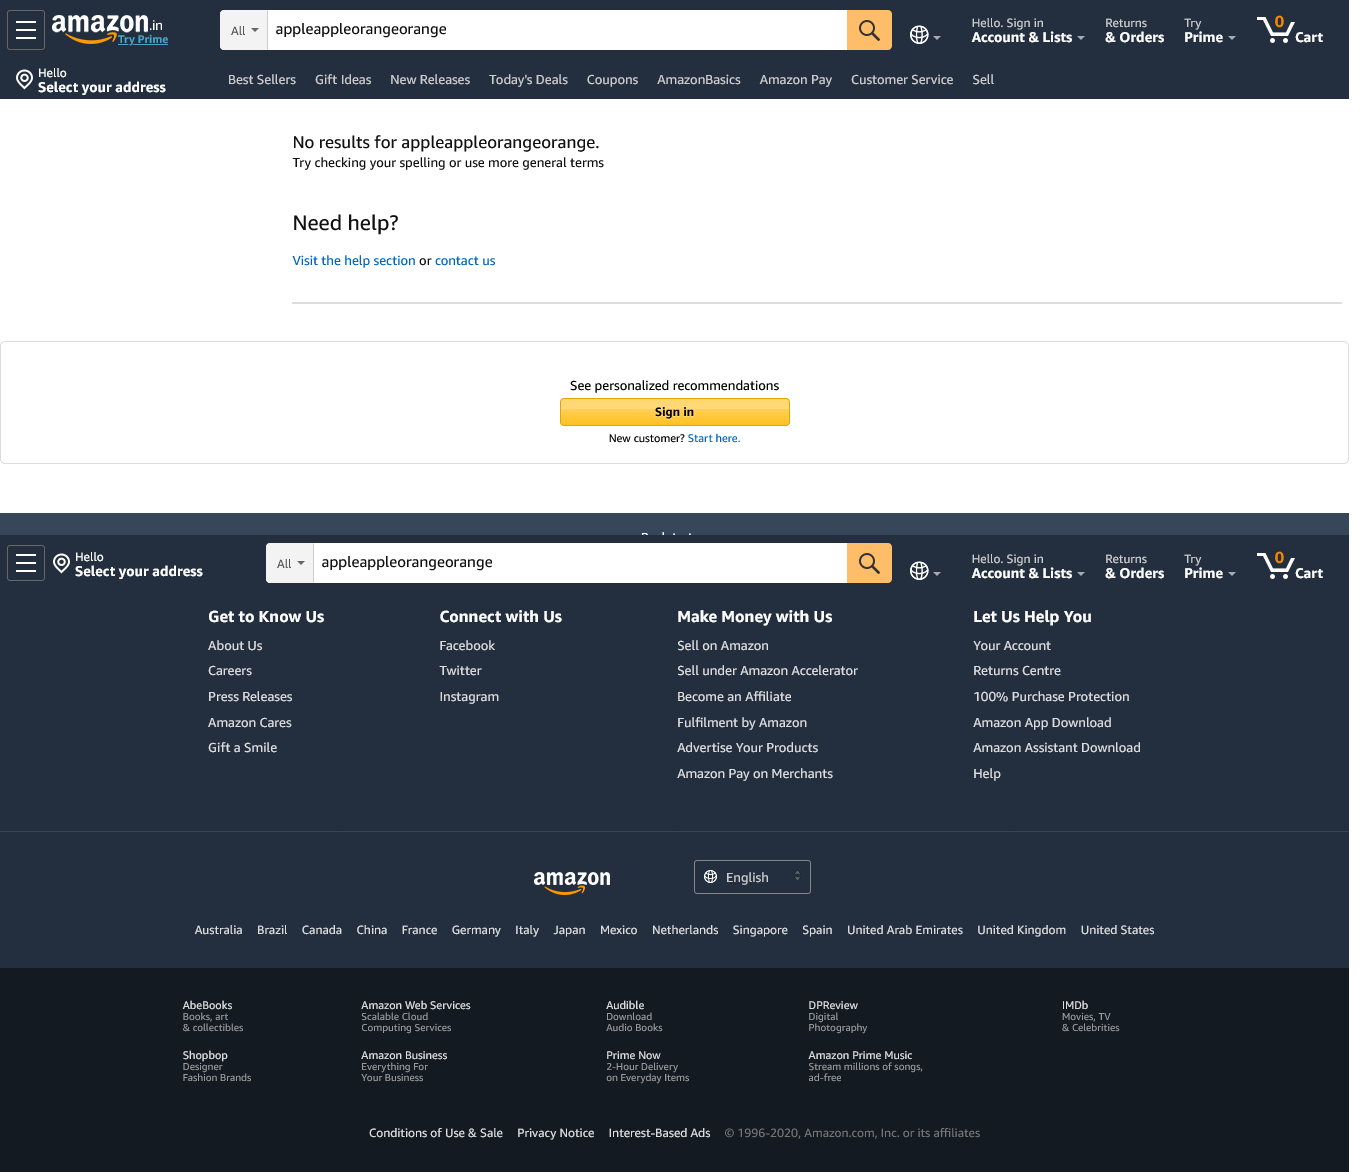 amazon.in
Try Prime
All
appleappleorangeorange
Hello. Sign in
Account & Lists
Returns
& Orders
Try
Prime
0
Cart
Hello
Select your address
Best Sellers
Gift Ideas
New Releases
Today's Deals
Coupons
AmazonBasics
Amazon Pay
Customer Service
Sell
No results for appleappleorangeorange.
Try checking your spelling or use more general terms
Need help?
Visit the help section or contact us
See personalized recommendations
Sign in
New customer? Start here.
Hello
Select your address
All
appleappleorangeorange
Hello. Sign in
Account & Lists
Returns
& Orders
Try
Prime
0
Cart
Get to Know Us
About Us
Careers
Press Releases
Amazon Cares
Gift a Smile
Connect with Us
Facebook
Twitter
Instagram
Make Money with Us
Sell on Amazon
Sell under Amazon Accelerator
Become an Affiliate
Fulfilment by Amazon
Advertise Your Products
Amazon Pay on Merchants
Let Us Help You
Your Account
Returns Centre
100% Purchase Protection
Amazon App Download
Amazon Assistant Download
Help
amazon
English
Australia Brazil Canada China France Germany Italy Japan Mexico Netherlands Singapore Spain United Arab Emirates United Kingdom United States
AbeBooks
Books, art
& collectibles
Amazon Web Services
Scalable Cloud
Computing Services
Audible
Download
Audio Books
DPReview
Digital
Photography
IMDb
Movies, TV
& Celebrities
Shopbop
Designer
Fashion Brands
Amazon Business
Everything For
Your Business
Prime Now
2-Hour Delivery
on Everyday Items
Amazon Prime Music
Stream millions of songs,
ad-free
Conditions of Use & Sale Privacy Notice Interest-Based Ads © 1996-2020, Amazon.com, Inc. or its affiliates